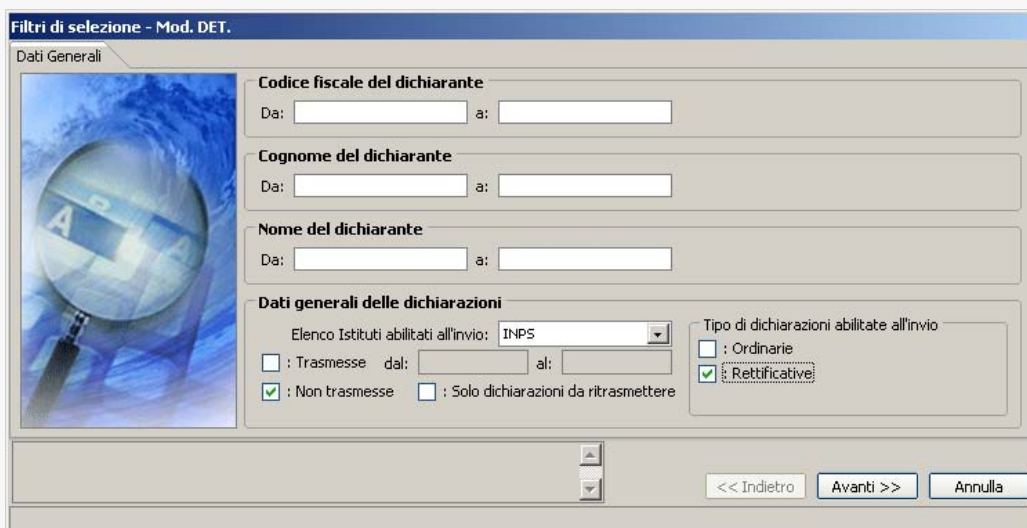 Filtri di selezione - Mod. DET.
Dati Generali
Codice fiscale del dichiarante
Da: a:
Cognome del dichiarante
Da: a:
Nome del dichiarante
Da: a:
Dati generali delle dichiarazioni
Elenco Istituti abilitati all'invio: INPS
: Trasmesse dal: al:
: Non trasmesse : Solo dichiarazioni da ritrasmettere
Tipo di dichiarazioni abilitate all'invio
: Ordinarie
: Rettificative
<< Indietro Avanti >> Annulla